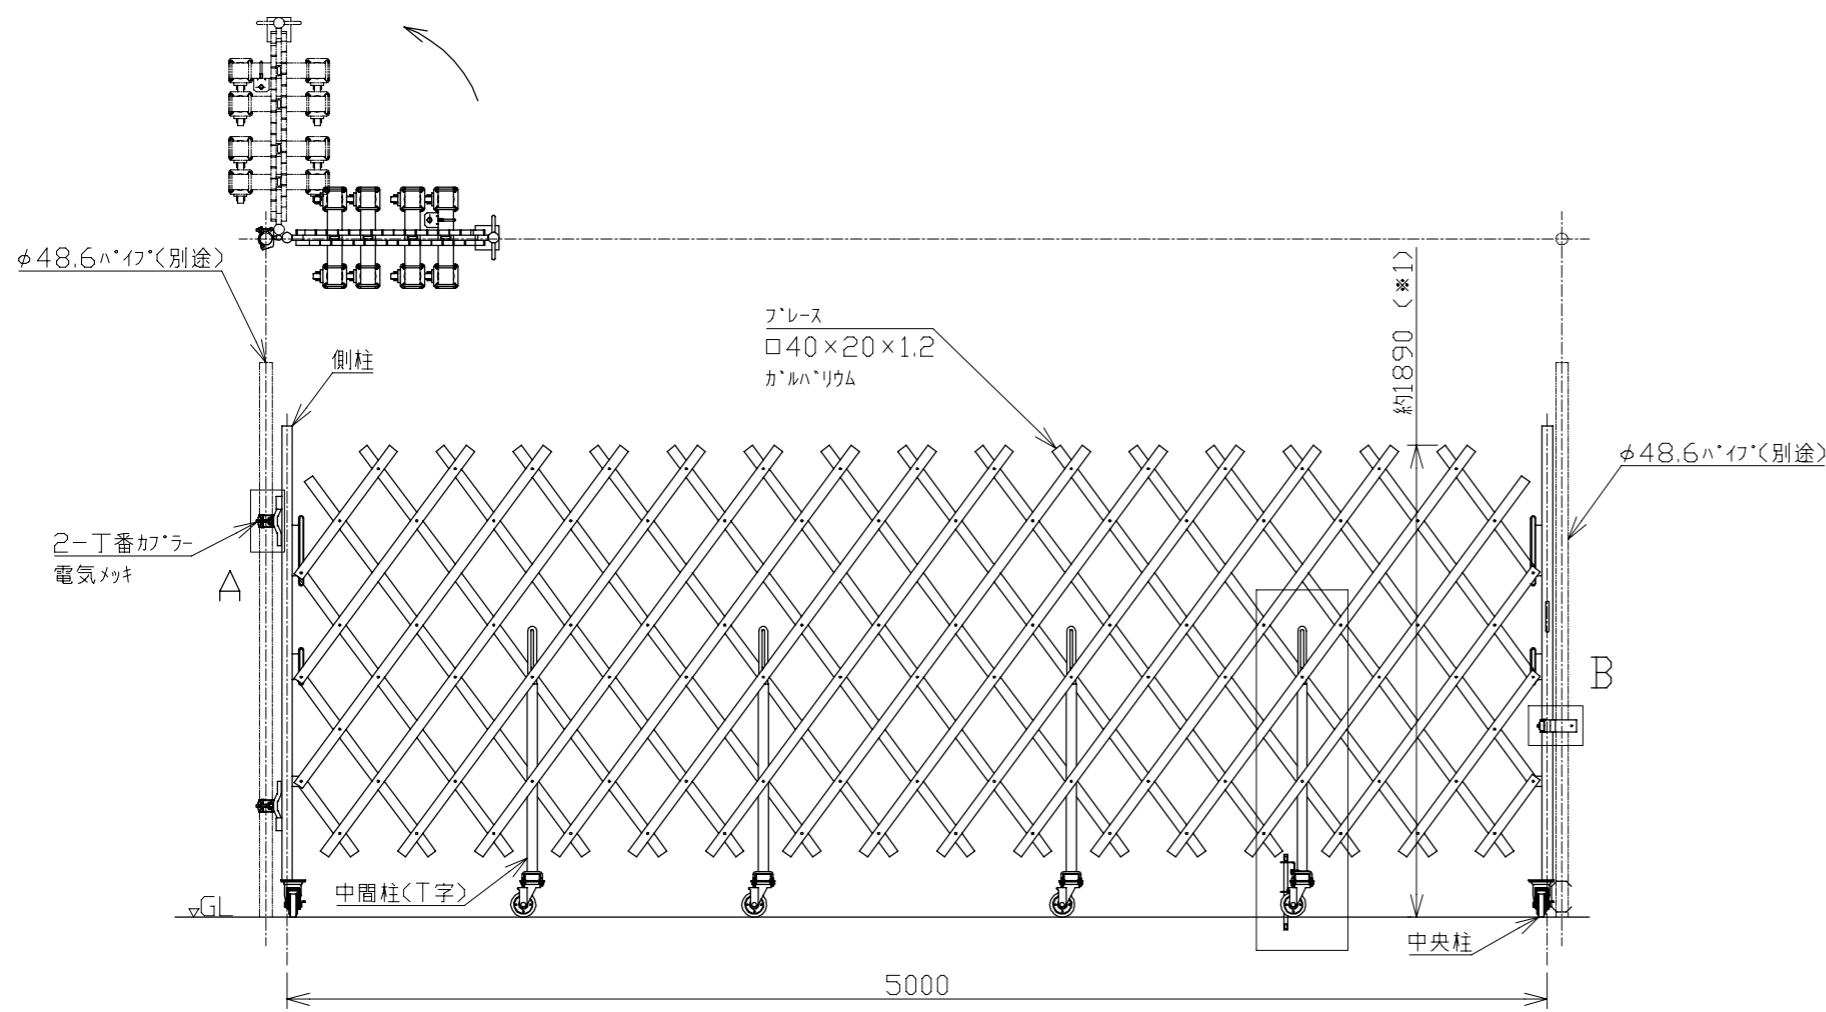 φ48.6パイプ(別途)
側柱
ブレース
□40×20×1.2
ガルバリウム
約1890 (※1)
φ48.6パイプ(別途)
2-丁番カプラー
電気メッキ
A
B
中間柱(T字)
▽GL
中央柱
5000